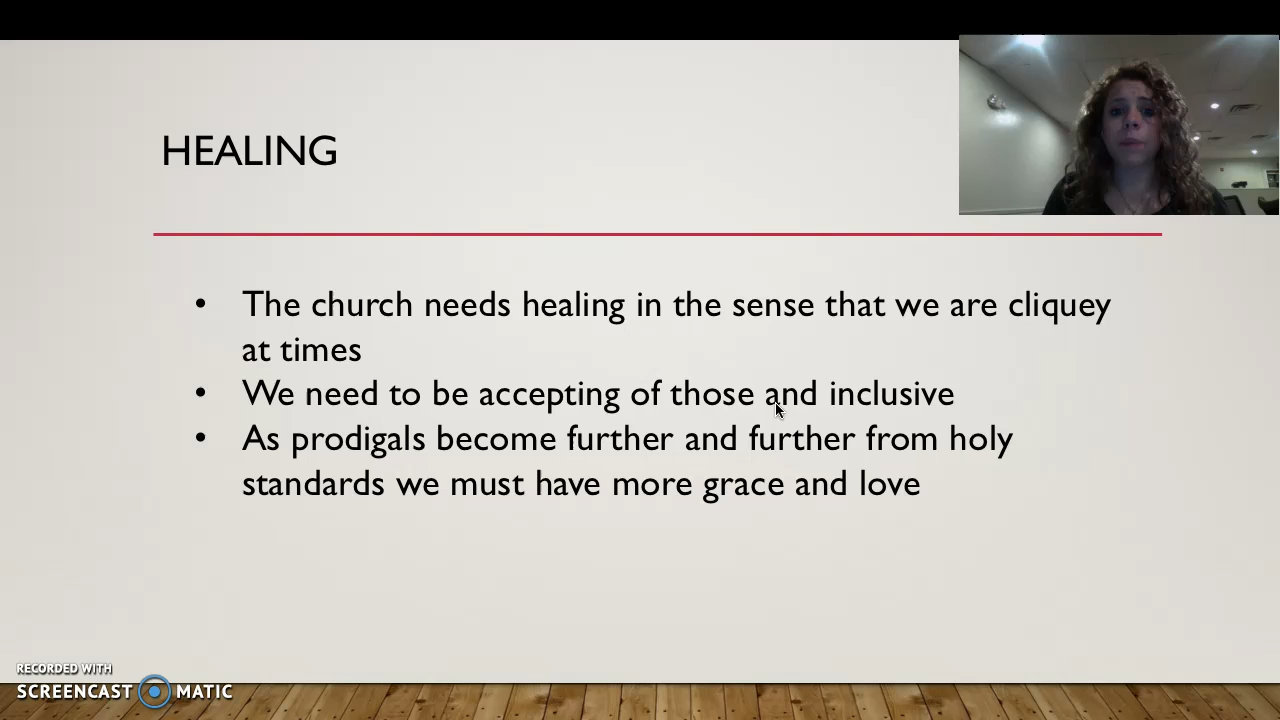 HEALING
• The church needs healing in the sense that we are cliquey
at times
• We need to be accepting of those and inclusive
• As prodigals become further and further from holy
standards we must have more grace and love
RECORDED WITH
SCREENCAST MATIC